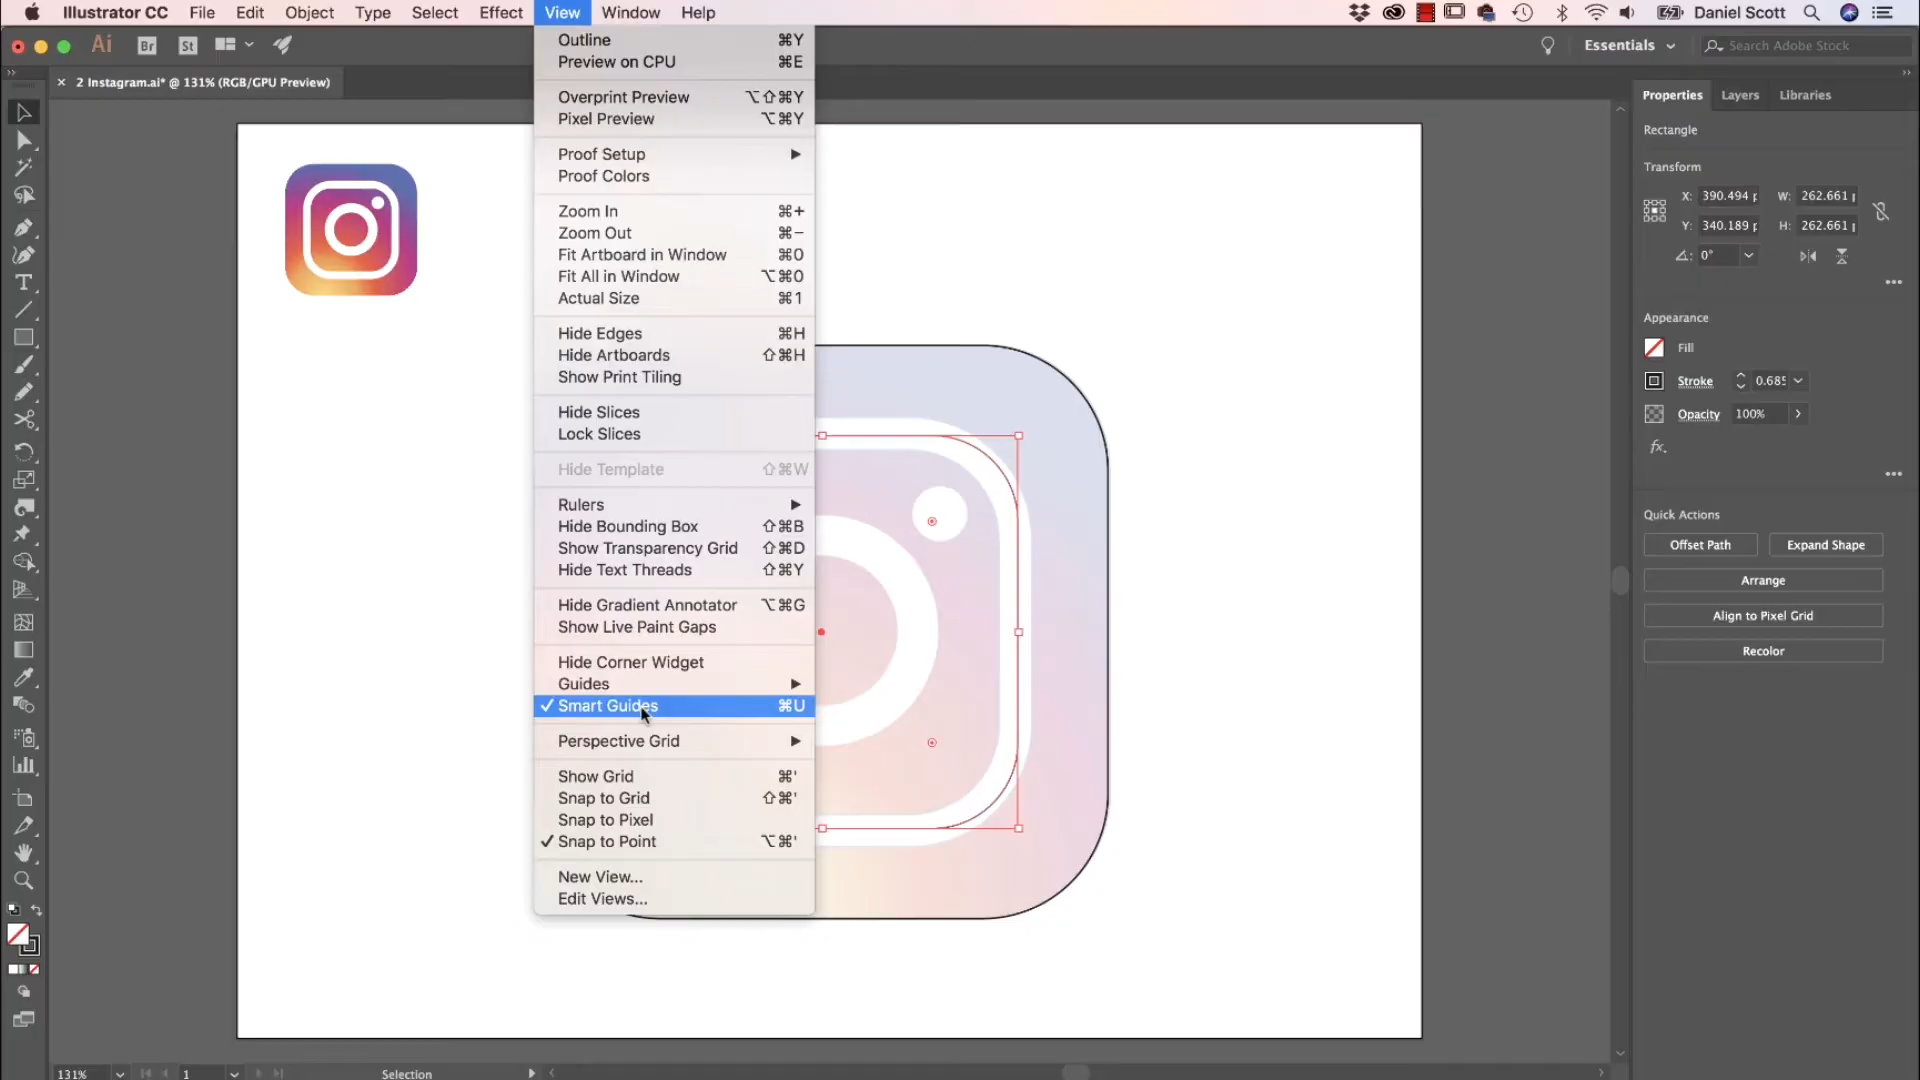 Illustrator CC File Edit Object Type Select Effect View Window Help Daniel Scott
Ai Br St Essentials Search Adobe Stock
× 2 Instagram.ai* @ 131% (RGB/GPU Preview)
Outline ⌘Y
Preview on CPU ⌘E
Overprint Preview ⌥⇧⌘Y
Pixel Preview ⌥⌘Y
Proof Setup ▶
Proof Colors
Zoom In ⌘+
Zoom Out ⌘−
Fit Artboard in Window ⌘0
Fit All in Window ⌥⌘0
Actual Size ⌘1
Hide Edges ⌘H
Hide Artboards ⇧⌘H
Show Print Tiling
Hide Slices
Lock Slices
Hide Template ⇧⌘W
Rulers ▶
Hide Bounding Box ⇧⌘B
Show Transparency Grid ⇧⌘D
Hide Text Threads ⇧⌘Y
Hide Gradient Annotator ⌥⌘G
Show Live Paint Gaps
Hide Corner Widget
Guides ▶
✓ Smart Guides ⌘U
Perspective Grid ▶
Show Grid ⌘'
Snap to Grid ⇧⌘'
Snap to Pixel
✓ Snap to Point ⌥⌘'
New View...
Edit Views...
Properties Layers Libraries
Rectangle
Transform
X: 390.494 p W: 262.661 p
Y: 340.189 p H: 262.661 p
0°
Appearance
Fill
Stroke 0.685
Opacity 100%
fx.
Quick Actions
Offset Path Expand Shape
Arrange
Align to Pixel Grid
Recolor
131% 1 Selection